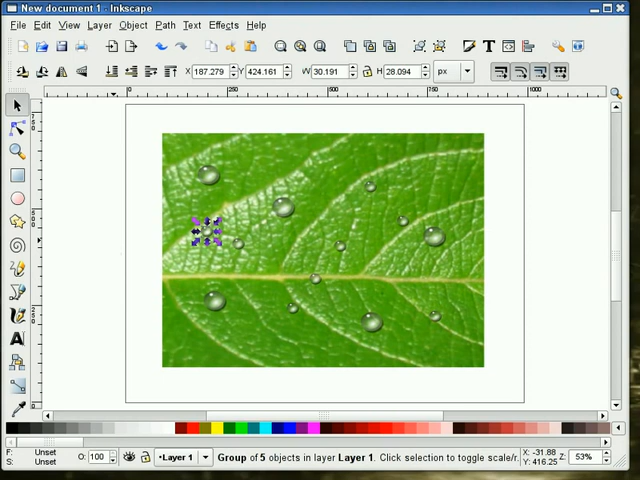 New document 1 : Inkscape
File Edit View Layer Object Path Text Effects Help
X 187.279 Y 424.161 W 30.191 H 28.094 px
0 250 500 750 1000
F: Unset
S: Unset
O: 100
•Layer 1
Group of 5 objects in layer Layer 1. Click selection to toggle scale/r.
X: -31.88
Y: 416.25
Z: 53%